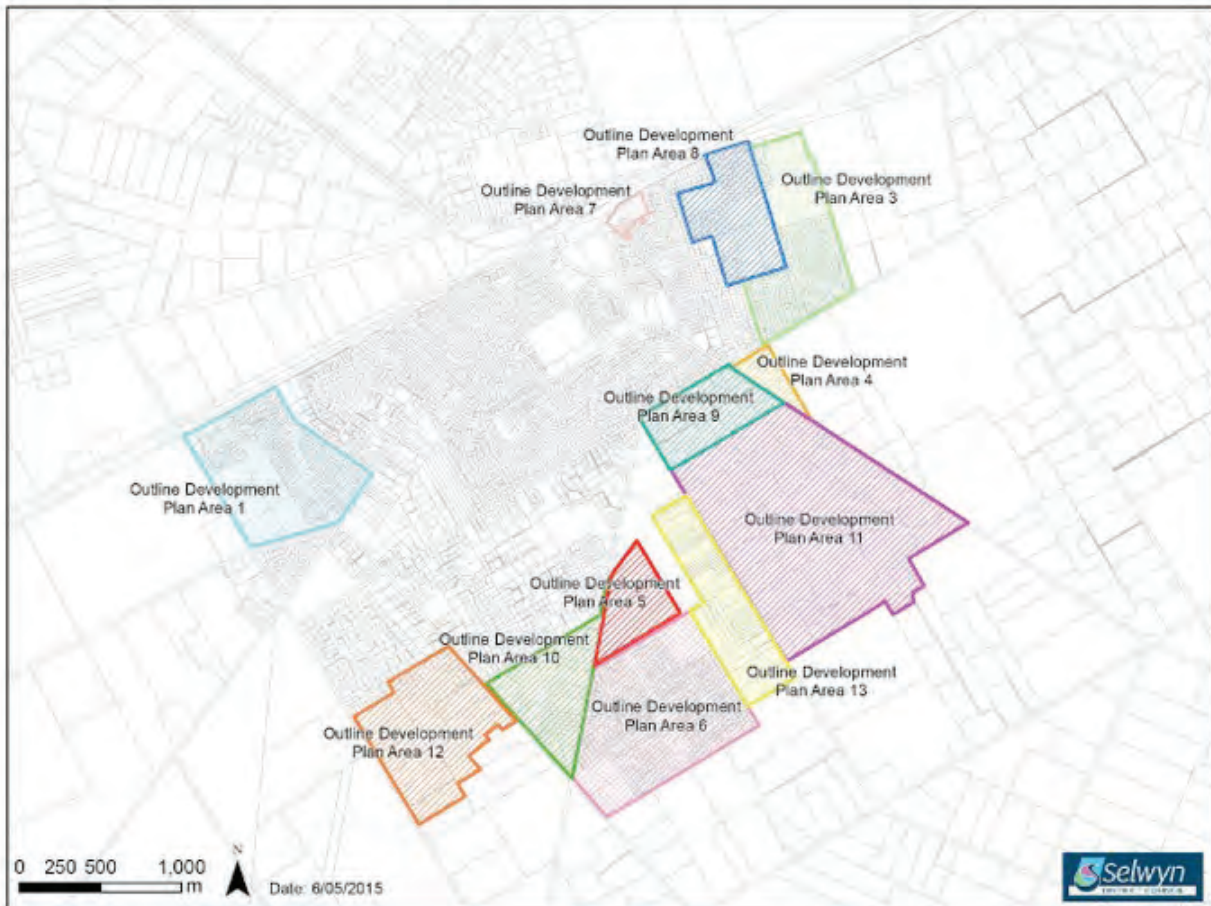 Outline Development
Plan Area 8
Outline Development
Plan Area 3
Outline Development
Plan Area 7
Outline Development
Plan Area 4
Outline Development
Plan Area 9
Outline Development
Plan Area 1
Outline Development
Plan Area 11
Outline Development
Plan Area 5
Outline Development
Plan Area 10
Outline Development
Plan Area 13
Outline Development
Plan Area 6
Outline Development
Plan Area 12
0 250 500 1,000
m
N
Date: 6/05/2015
Selwyn
DISTRICT COUNCIL